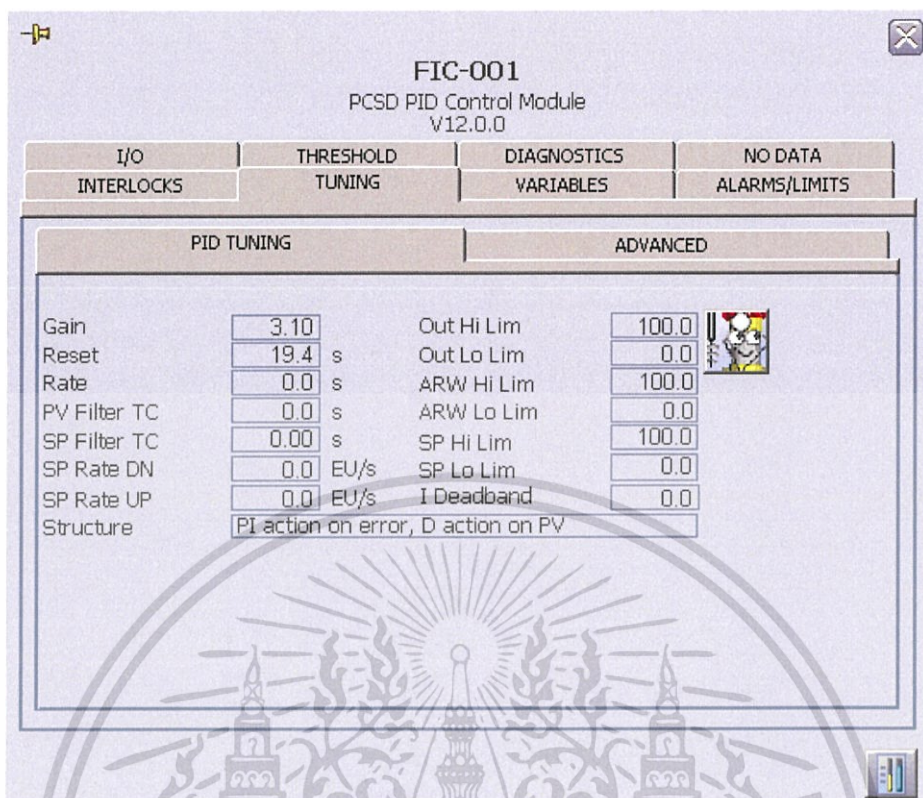 FIC-001
PCSD PID Control Module
V12.0.0
I/O THRESHOLD DIAGNOSTICS NO DATA
INTERLOCKS TUNING VARIABLES ALARMS/LIMITS
PID TUNING ADVANCED
Gain 3.10 Out Hi Lim 100.0
Reset 19.4 s Out Lo Lim 0.0
Rate 0.0 s ARW Hi Lim 100.0
PV Filter TC 0.0 s ARW Lo Lim 0.0
SP Filter TC 0.00 s SP Hi Lim 100.0
SP Rate DN 0.0 EU/s SP Lo Lim 0.0
SP Rate UP 0.0 EU/s I Deadband 0.0
Structure PI action on error, D action on PV